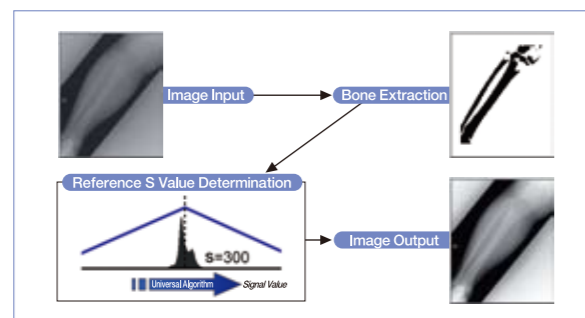 Image Input
Bone Extraction
Reference S Value Determination
s=300
Universal Algorithm
Signal Value
Image Output